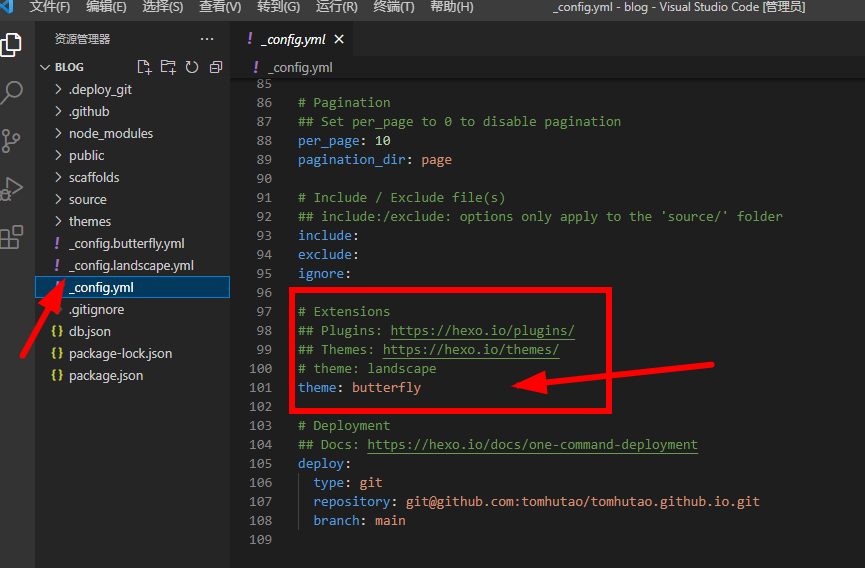 文件(F) 编辑(E) 选择(S) 查看(V) 转到(G) 运行(R) 终端(T) 帮助(H) _config.yml - blog - Visual Studio Code [管理员]
资源管理器 ···
BLOG
.deploy_git
.github
node_modules
public
scaffolds
source
themes
! _config.butterfly.yml
! _config.landscape.yml
! _config.yml
.gitignore
{} db.json
{} package-lock.json
{} package.json
! _config.yml ×
! _config.yml
85
86 # Pagination
87 ## Set per_page to 0 to disable pagination
88 per_page: 10
89 pagination_dir: page
90
91 # Include / Exclude file(s)
92 ## include:/exclude: options only apply to the 'source/' folder
93 include:
94 exclude:
95 ignore:
96
97 # Extensions
98 ## Plugins: https://hexo.io/plugins/
99 ## Themes: https://hexo.io/themes/
100 # theme: landscape
101 theme: butterfly
102
103 # Deployment
104 ## Docs: https://hexo.io/docs/one-command-deployment
105 deploy:
106 type: git
107 repository: git@github.com:tomhutao/tomhutao.github.io.git
108 branch: main
109